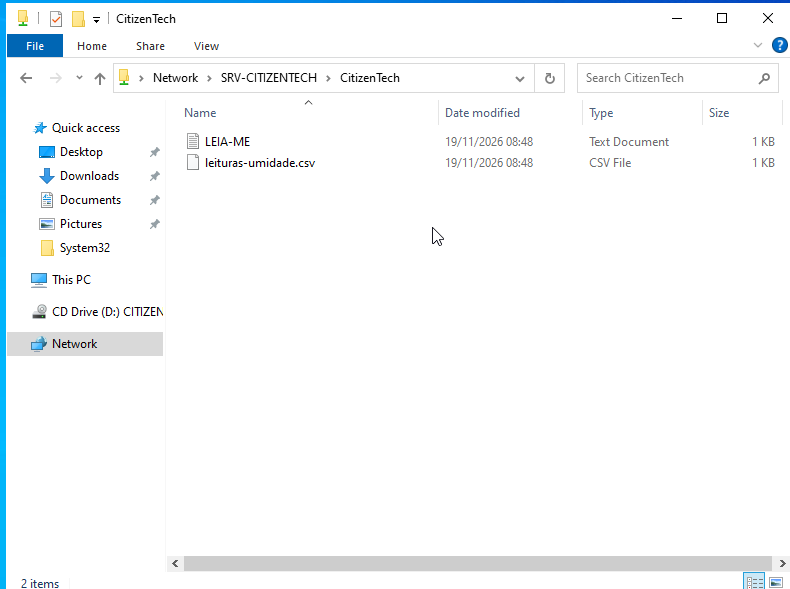 CitizenTech
File Home Share View
Network SRV-CITIZENTECH CitizenTech Search CitizenTech
Name Date modified Type Size
Quick access
Desktop
Downloads
Documents
Pictures
System32
This PC
CD Drive (D:) CITIZEN
Network
LEIA-ME 19/11/2026 08:48 Text Document 1 KB
leituras-umidade.csv 19/11/2026 08:48 CSV File 1 KB
2 items